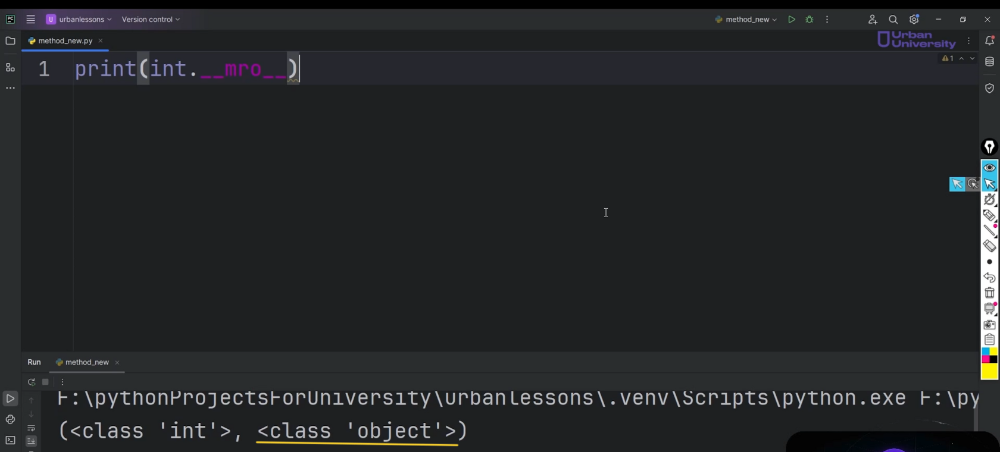 PC
U urbanlessons
Version control
method_new
method_new.py
Urban
University
1
print(int.__mro__)
1
Run
method_new
F:\pythonProjectsForUniversity\urbanlessons\.venv\Scripts\python.exe F:\py
(<class 'int'>, <class 'object'>)